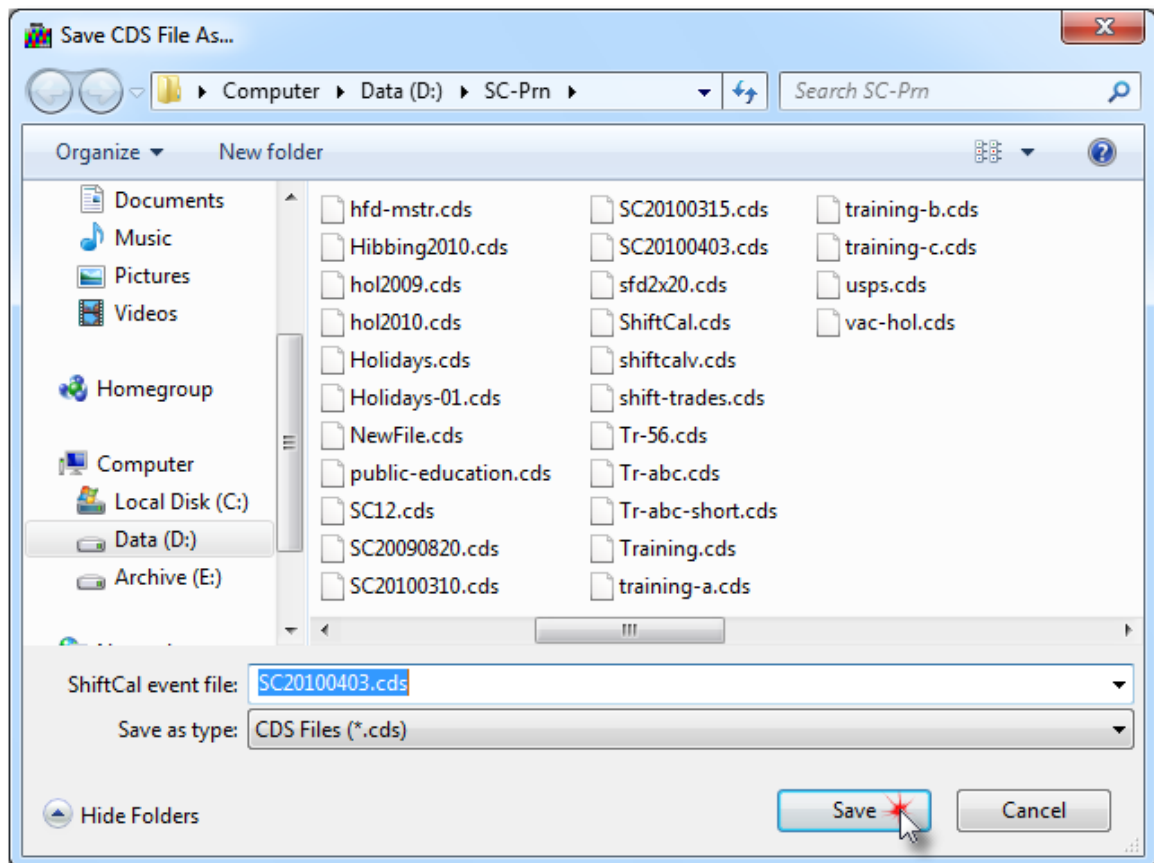 Save CDS File As...
Computer Data (D:) SC-Prn
Search SC-Prn
Organize New folder
Documents
Music
Pictures
Videos
Homegroup
Computer
Local Disk (C:)
Data (D:)
Archive (E:)
hfd-mstr.cds
Hibbing2010.cds
hol2009.cds
hol2010.cds
Holidays.cds
Holidays-01.cds
NewFile.cds
public-education.cds
SC12.cds
SC20090820.cds
SC20100310.cds
SC20100315.cds
SC20100403.cds
sfd2x20.cds
ShiftCal.cds
shiftcalv.cds
shift-trades.cds
Tr-56.cds
Tr-abc.cds
Tr-abc-short.cds
Training.cds
training-a.cds
training-b.cds
training-c.cds
usps.cds
vac-hol.cds
ShiftCal event file: SC20100403.cds
Save as type: CDS Files (*.cds)
Hide Folders
Save
Cancel